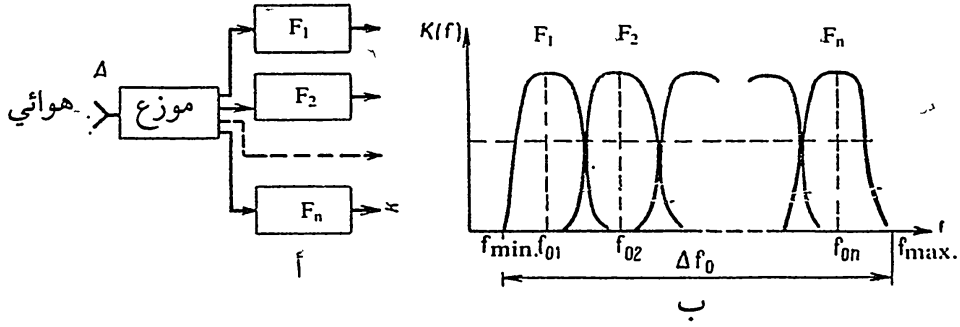 F₁
F₂
Fₙ
هوائي
موزع
أ
K(f)
F₁ F₂ Fₙ
f
fmin. f₀₁ f₀₂ f₀ₙ fmax.
Δf₀
ب